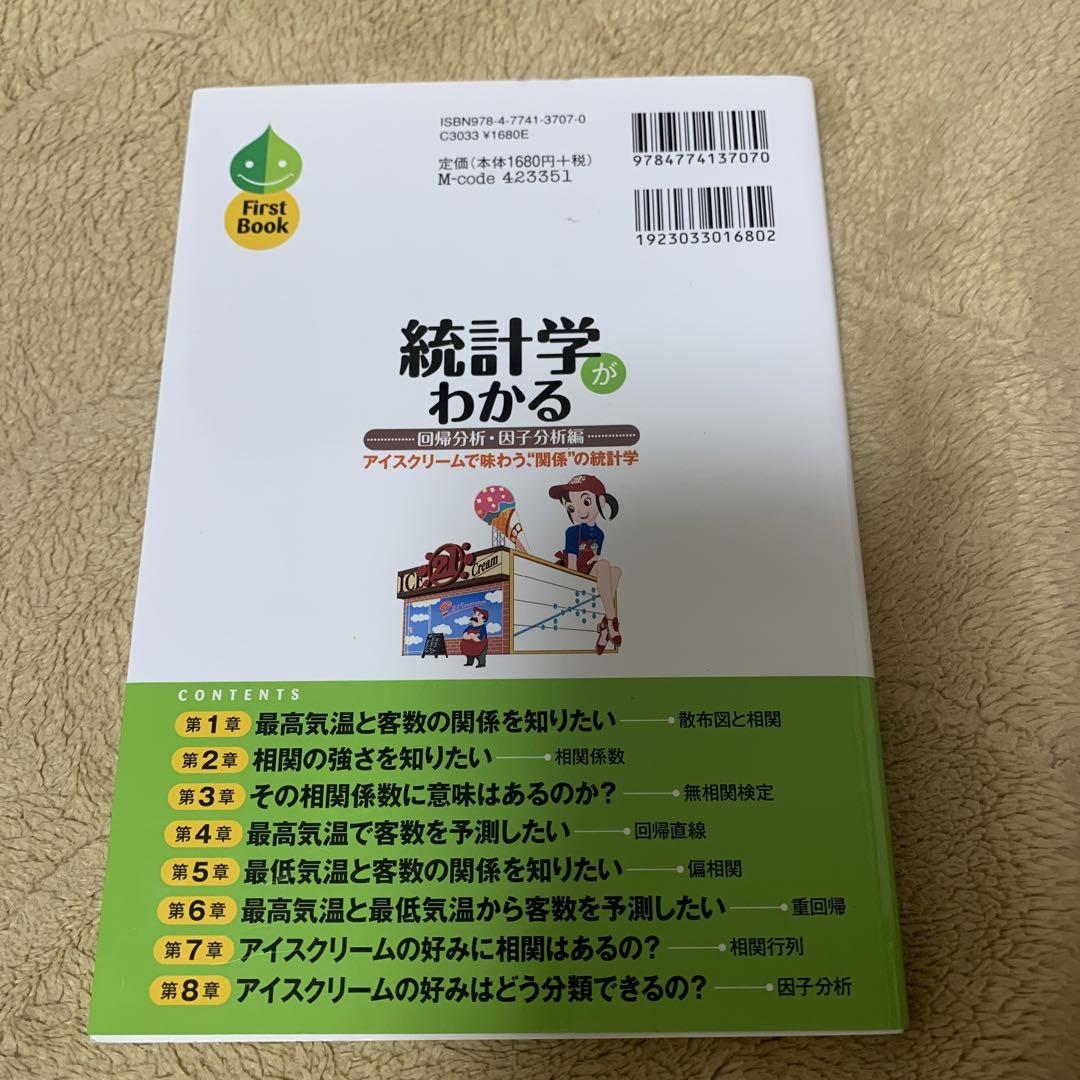 ISBN978-4-7741-3707-0
C3033 ¥1680E
定価(本体1680円+税)
M-code 423351
9784774137070
1923033016802
First
Book
統計学が
わかる
回帰分析・因子分析編
アイスクリームで味わう、“関係”の統計学
ICE 21 Cream
CONTENTS
第1章 最高気温と客数の関係を知りたい 散布図と相関
第2章 相関の強さを知りたい 相関係数
第3章 その相関係数に意味はあるのか? 無相関検定
第4章 最高気温で客数を予測したい 回帰直線
第5章 最低気温と客数の関係を知りたい 偏相関
第6章 最高気温と最低気温から客数を予測したい 重回帰
第7章 アイスクリームの好みに相関はあるの? 相関行列
第8章 アイスクリームの好みはどう分類できるの? 因子分析